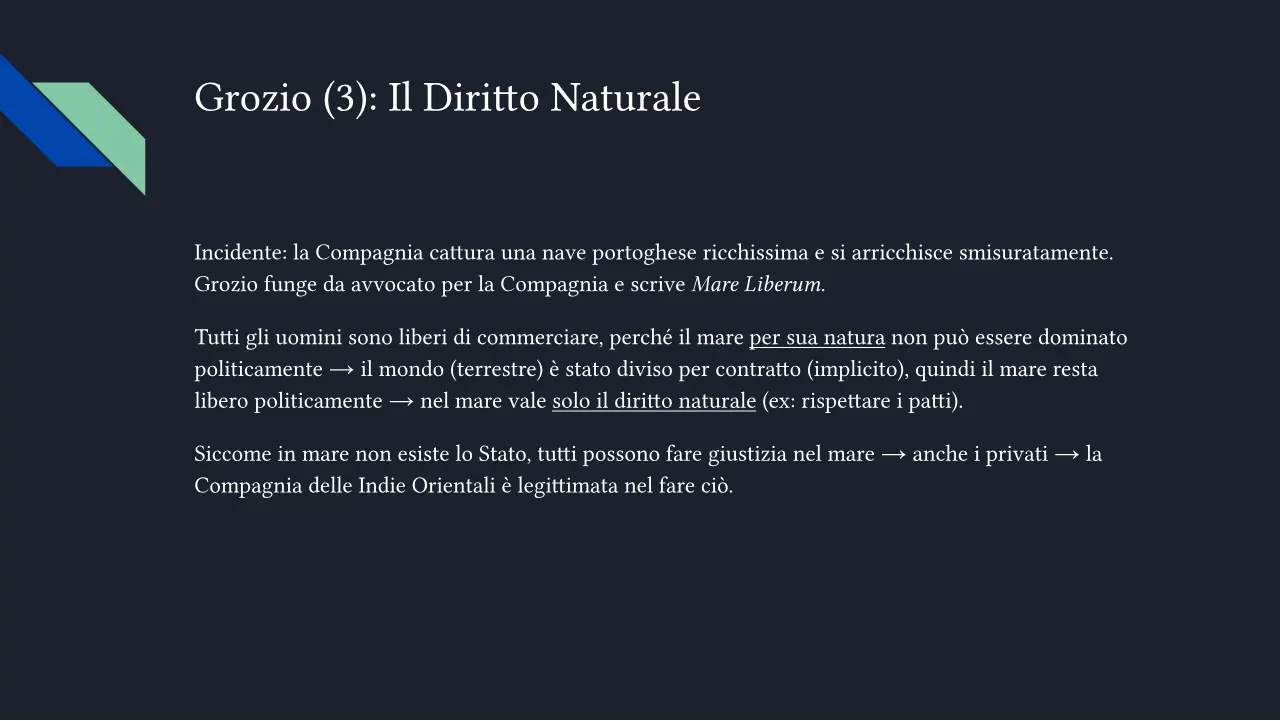 Grozio (3): Il Diritto Naturale
Incidente: la Compagnia cattura una nave portoghese ricchissima e si arricchisce smisuratamente.
Grozio funge da avvocato per la Compagnia e scrive Mare Liberum.
Tutti gli uomini sono liberi di commerciare, perché il mare per sua natura non può essere dominato
politicamente ⟶ il mondo (terrestre) è stato diviso per contratto (implicito), quindi il mare resta
libero politicamente ⟶ nel mare vale solo il diritto naturale (ex: rispettare i patti).
Siccome in mare non esiste lo Stato, tutti possono fare giustizia nel mare ⟶ anche i privati ⟶ la
Compagnia delle Indie Orientali è legittimata nel fare ciò.